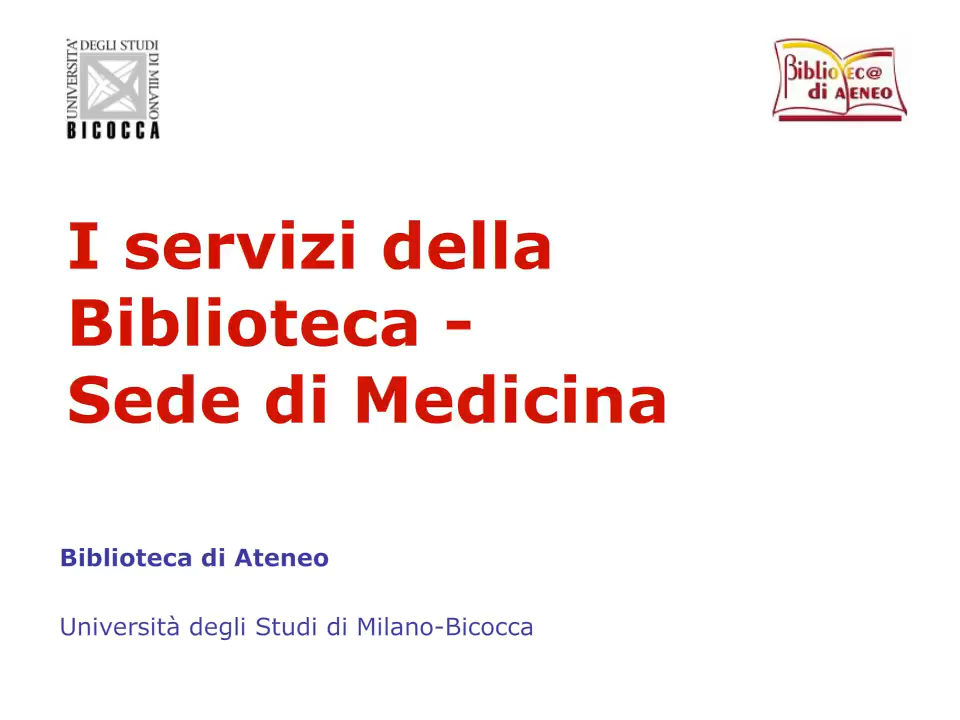 UNIVERSITA' DEGLI STUDI DI MILANO
BICOCCA
Bibliotec@
di ATENEO
I servizi della
Biblioteca -
Sede di Medicina
Biblioteca di Ateneo
Università degli Studi di Milano-Bicocca